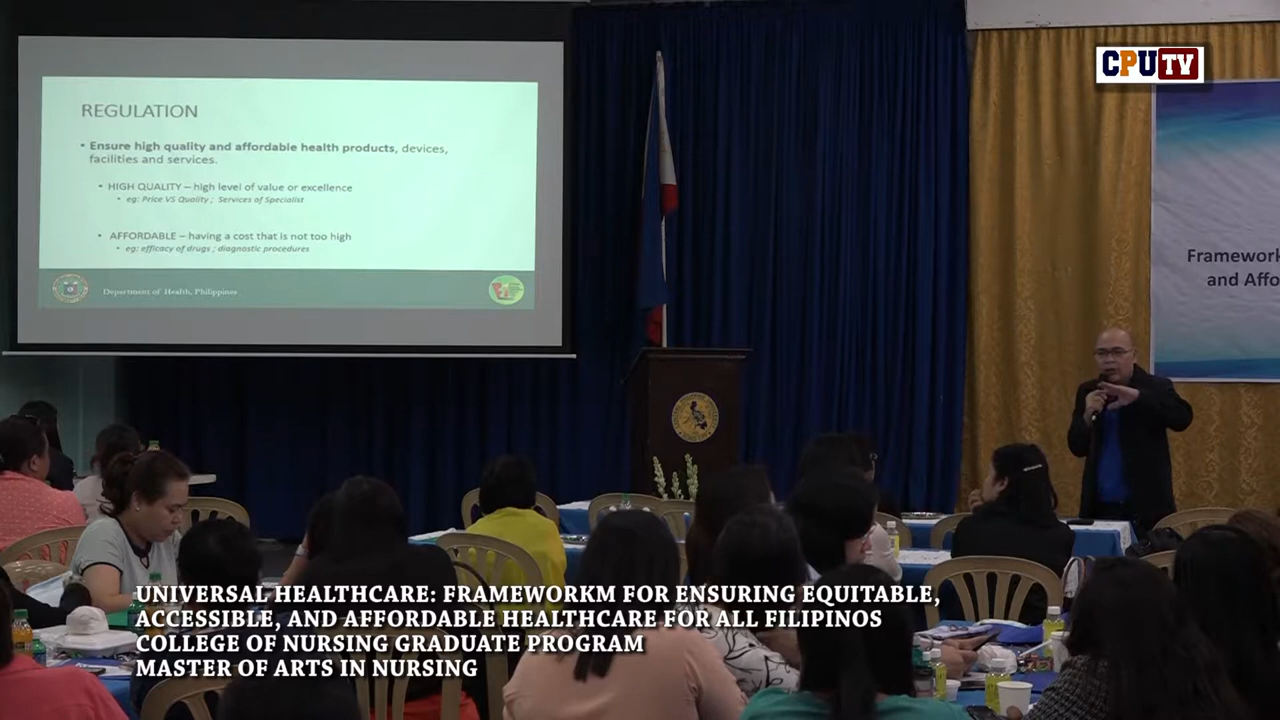 CPUTV
REGULATION
• Ensure high quality and affordable health products, devices,
facilities and services.
• HIGH QUALITY – high level of value or excellence
• eg: Price VS Quality ; Services of Specialist
• AFFORDABLE – having a cost that is not too high
• eg: efficacy of drugs ; diagnostic procedures
Department of Health, Philippines
Framework
and Affo
UNIVERSAL HEALTHCARE: FRAMEWORKM FOR ENSURING EQUITABLE,
ACCESSIBLE, AND AFFORDABLE HEALTHCARE FOR ALL FILIPINOS
COLLEGE OF NURSING GRADUATE PROGRAM
MASTER OF ARTS IN NURSING